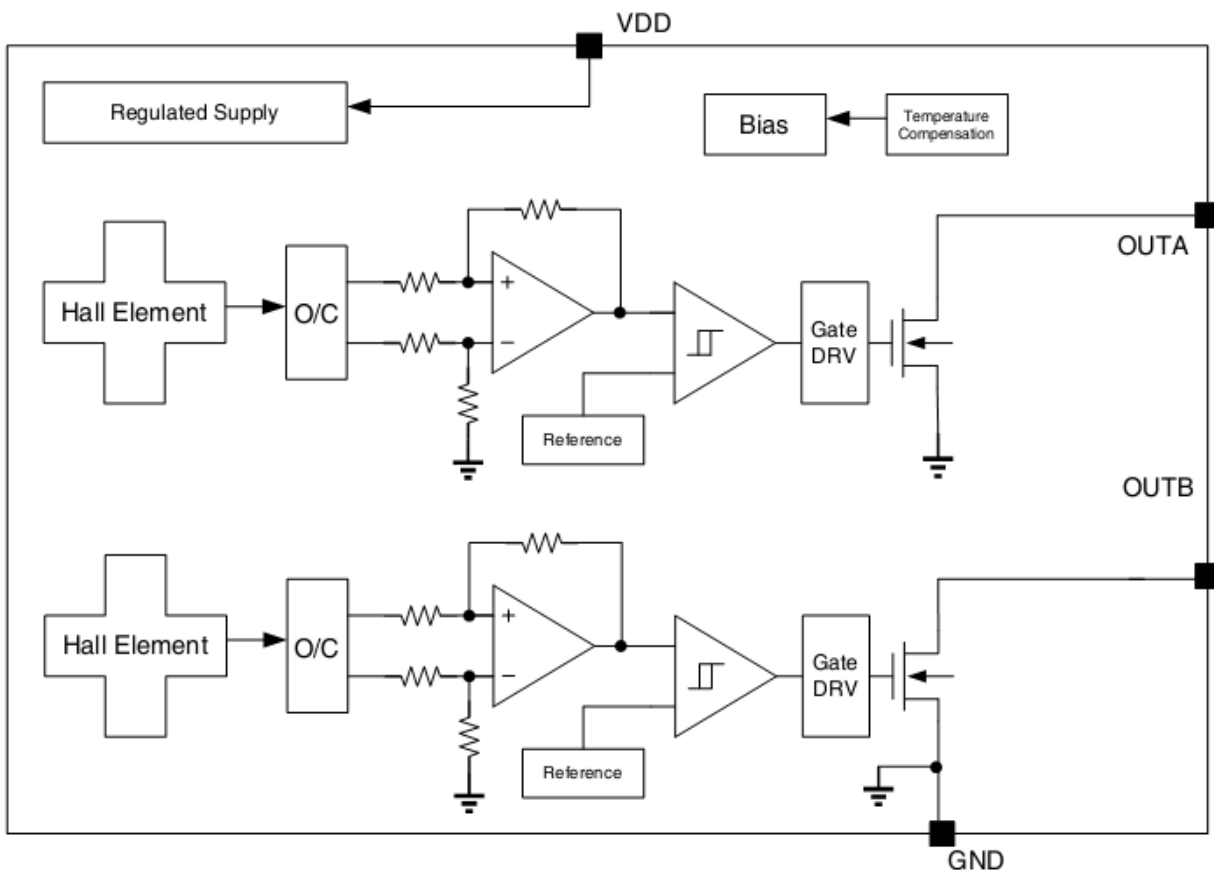 VDD
Regulated Supply
Bias
Temperature
Compensation
OUTA
Hall Element
O/C
+
−
Gate
DRV
Reference
OUTB
Hall Element
O/C
+
−
Gate
DRV
Reference
GND